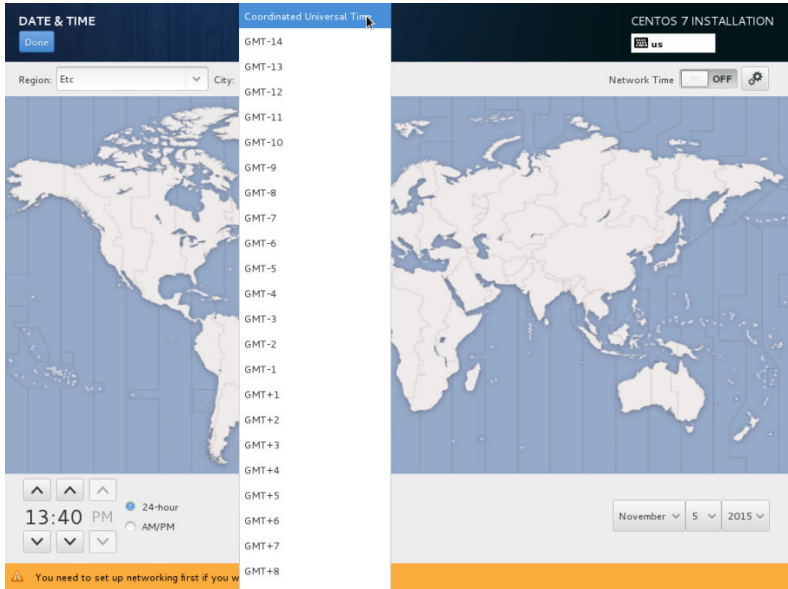 DATE & TIME
Done
CENTOS 7 INSTALLATION
us
Region: Etc City:
Network Time OFF
Coordinated Universal Time
GMT-14
GMT-13
GMT-12
GMT-11
GMT-10
GMT-9
GMT-8
GMT-7
GMT-6
GMT-5
GMT-4
GMT-3
GMT-2
GMT-1
GMT+1
GMT+2
GMT+3
GMT+4
GMT+5
GMT+6
GMT+7
GMT+8
13:40 PM
24-hour
AM/PM
November 5 2015
You need to set up networking first if you w